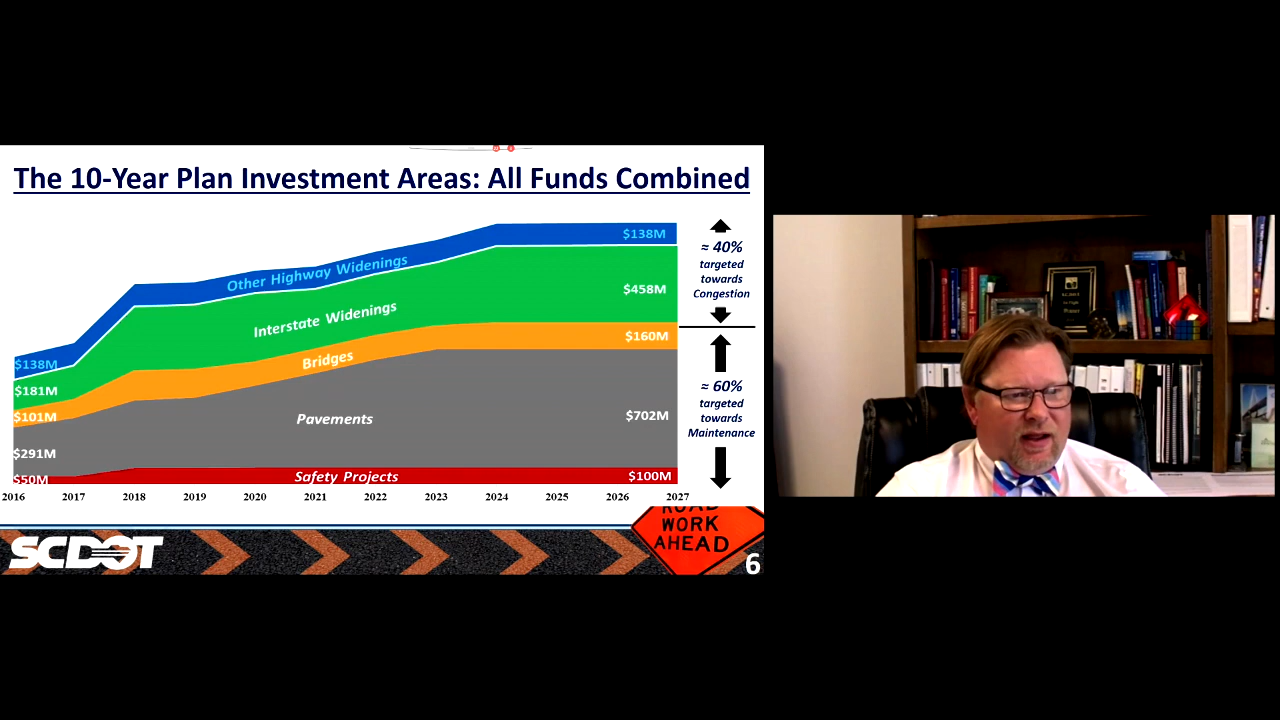 The 10-Year Plan Investment Areas: All Funds Combined
Other Highway Widenings
Interstate Widenings
Bridges
Pavements
Safety Projects
$138M
$181M
$101M
$291M
$50M
$138M
$458M
$160M
$702M
$100M
2016 2017 2018 2019 2020 2021 2022 2023 2024 2025 2026 2027
≈ 40%
targeted
towards
Congestion
≈ 60%
targeted
towards
Maintenance
SCDOT
ROAD
WORK
AHEAD
6